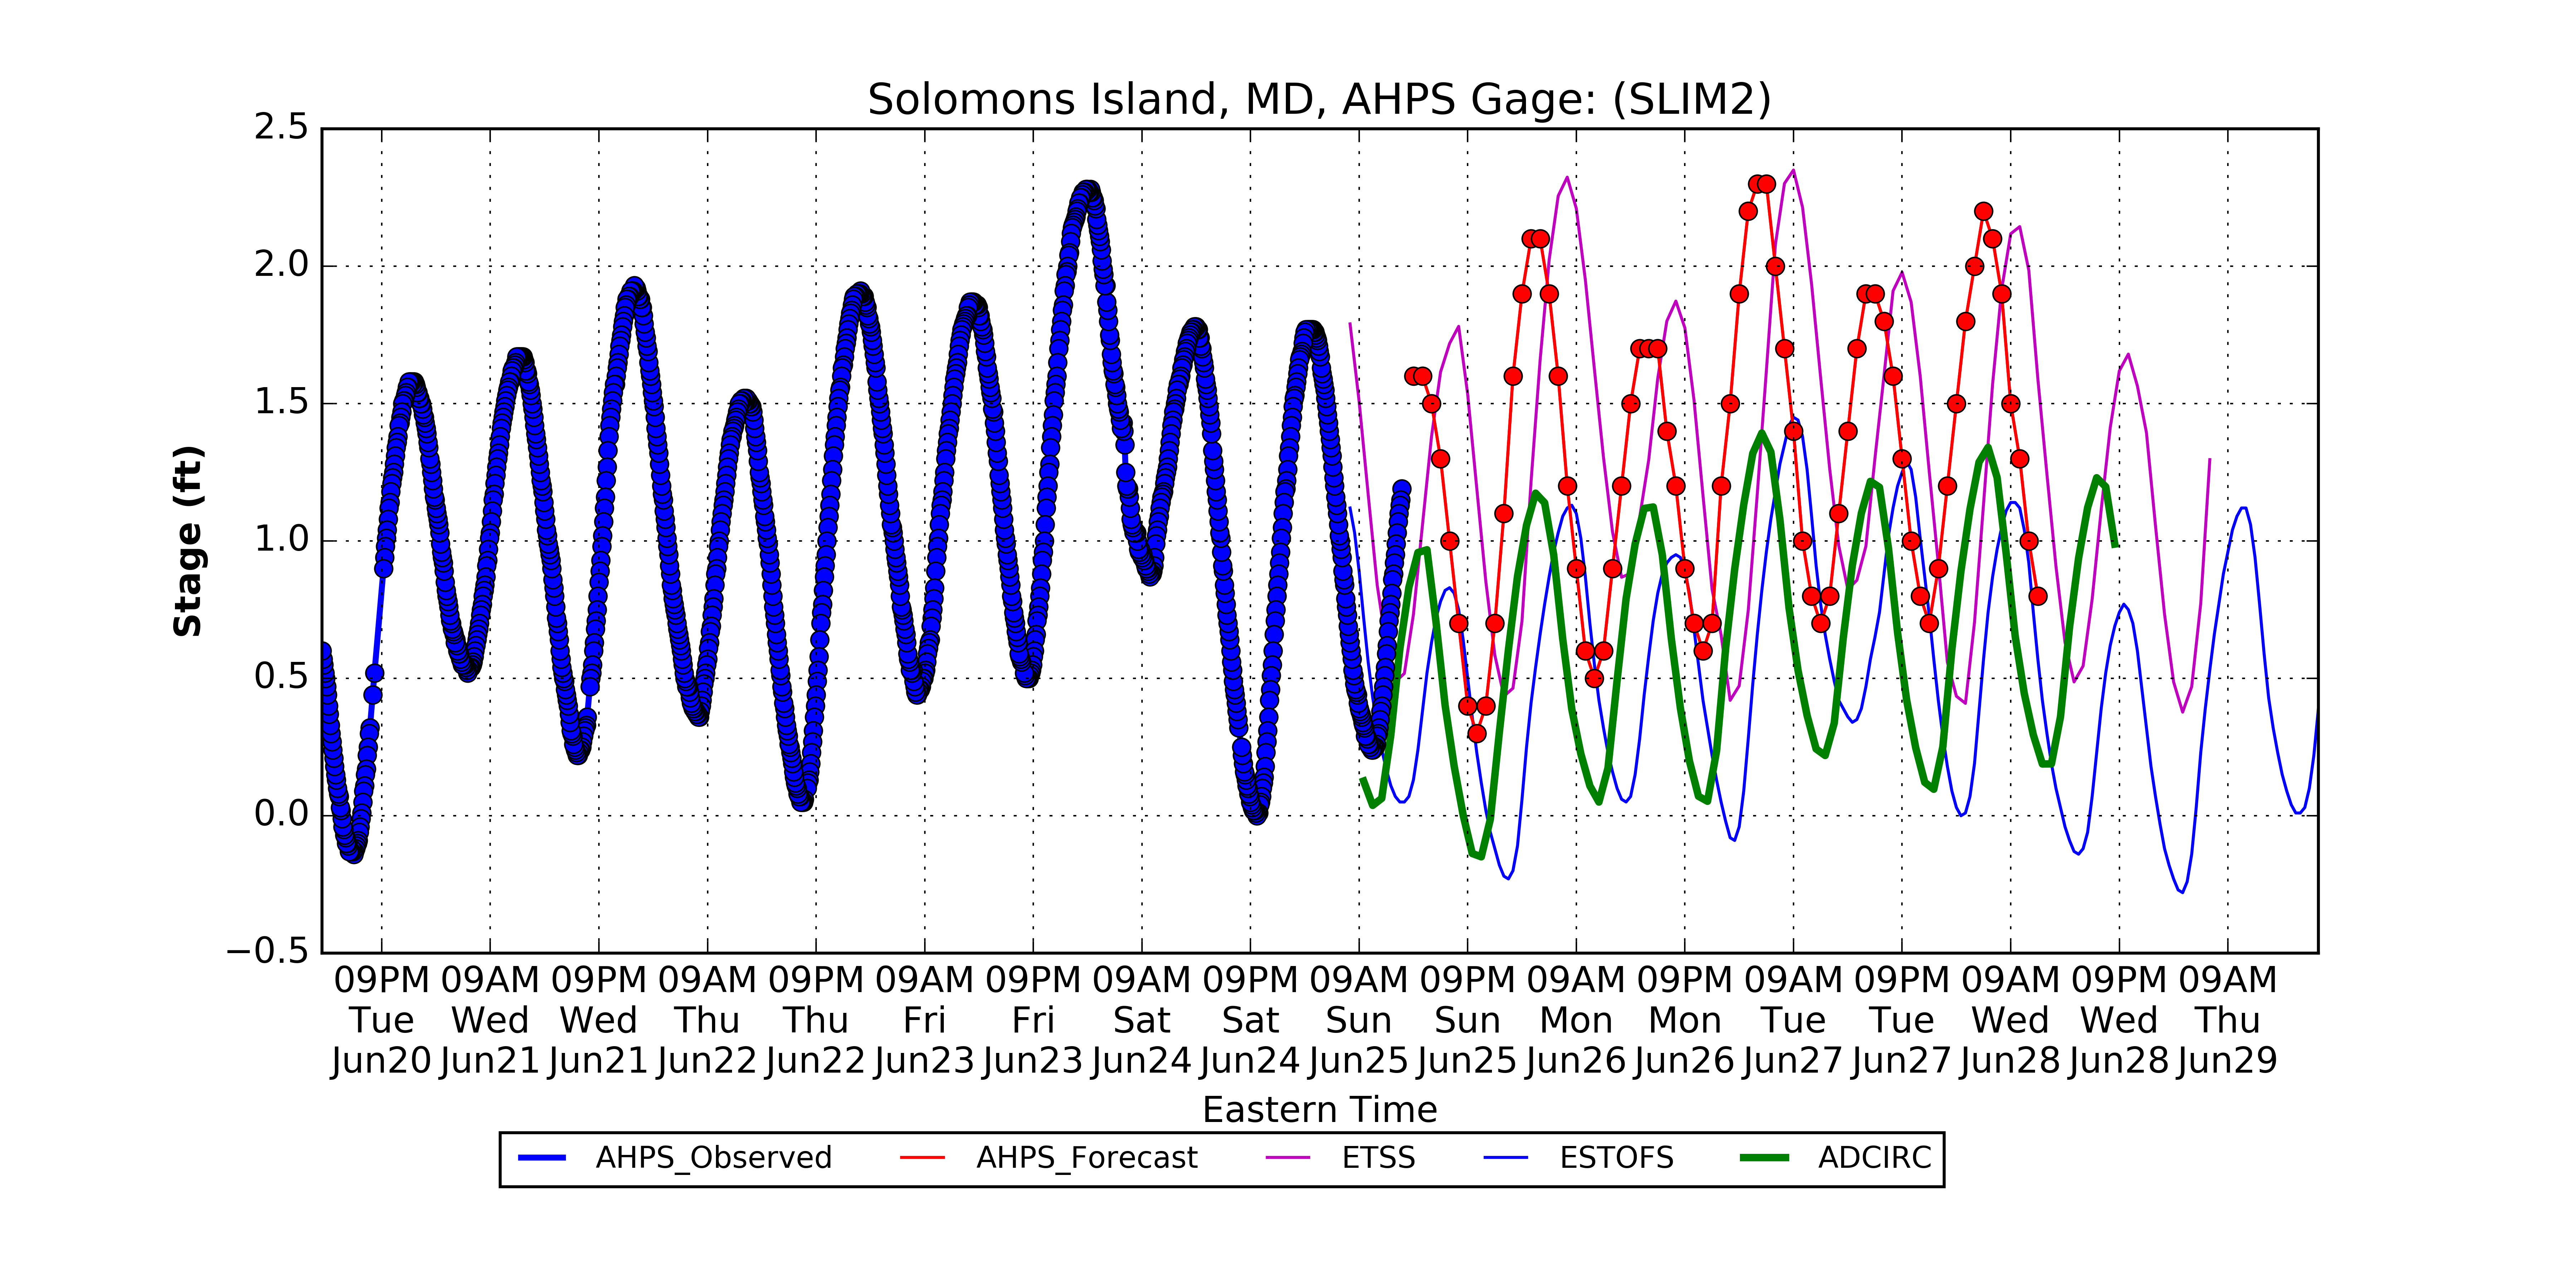 Solomons Island, MD, AHPS Gage: (SLIM2)
2.5
2.0
1.5
1.0
0.5
0.0
−0.5
Stage (ft)
09PM 09AM 09PM 09AM 09PM 09AM 09PM 09AM 09PM 09AM 09PM 09AM 09PM 09AM 09PM 09AM 09PM 09AM
Tue Wed Wed Thu Thu Fri Fri Sat Sat Sun Sun Mon Mon Tue Tue Wed Wed Thu
Jun20 Jun21 Jun21 Jun22 Jun22 Jun23 Jun23 Jun24 Jun24 Jun25 Jun25 Jun26 Jun26 Jun27 Jun27 Jun28 Jun28 Jun29
Eastern Time
AHPS_Observed AHPS_Forecast ETSS ESTOFS ADCIRC